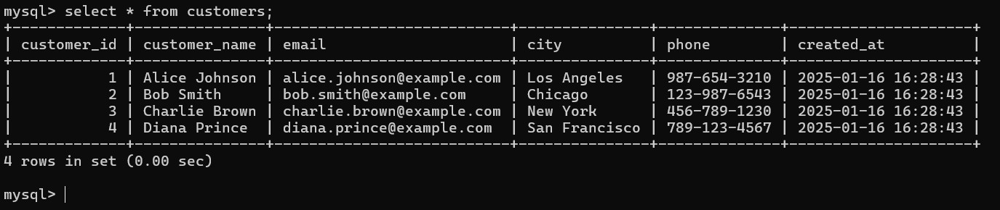 mysql> select * from customers;
+-------------+---------------+---------------------------+---------------+--------------+---------------------+
| customer_id | customer_name | email                     | city          | phone        | created_at          |
+-------------+---------------+---------------------------+---------------+--------------+---------------------+
|           1 | Alice Johnson | alice.johnson@example.com | Los Angeles   | 987-654-3210 | 2025-01-16 16:28:43 |
|           2 | Bob Smith     | bob.smith@example.com     | Chicago       | 123-987-6543 | 2025-01-16 16:28:43 |
|           3 | Charlie Brown | charlie.brown@example.com | New York      | 456-789-1230 | 2025-01-16 16:28:43 |
|           4 | Diana Prince  | diana.prince@example.com  | San Francisco | 789-123-4567 | 2025-01-16 16:28:43 |
+-------------+---------------+---------------------------+---------------+--------------+---------------------+
4 rows in set (0.00 sec)
mysql>